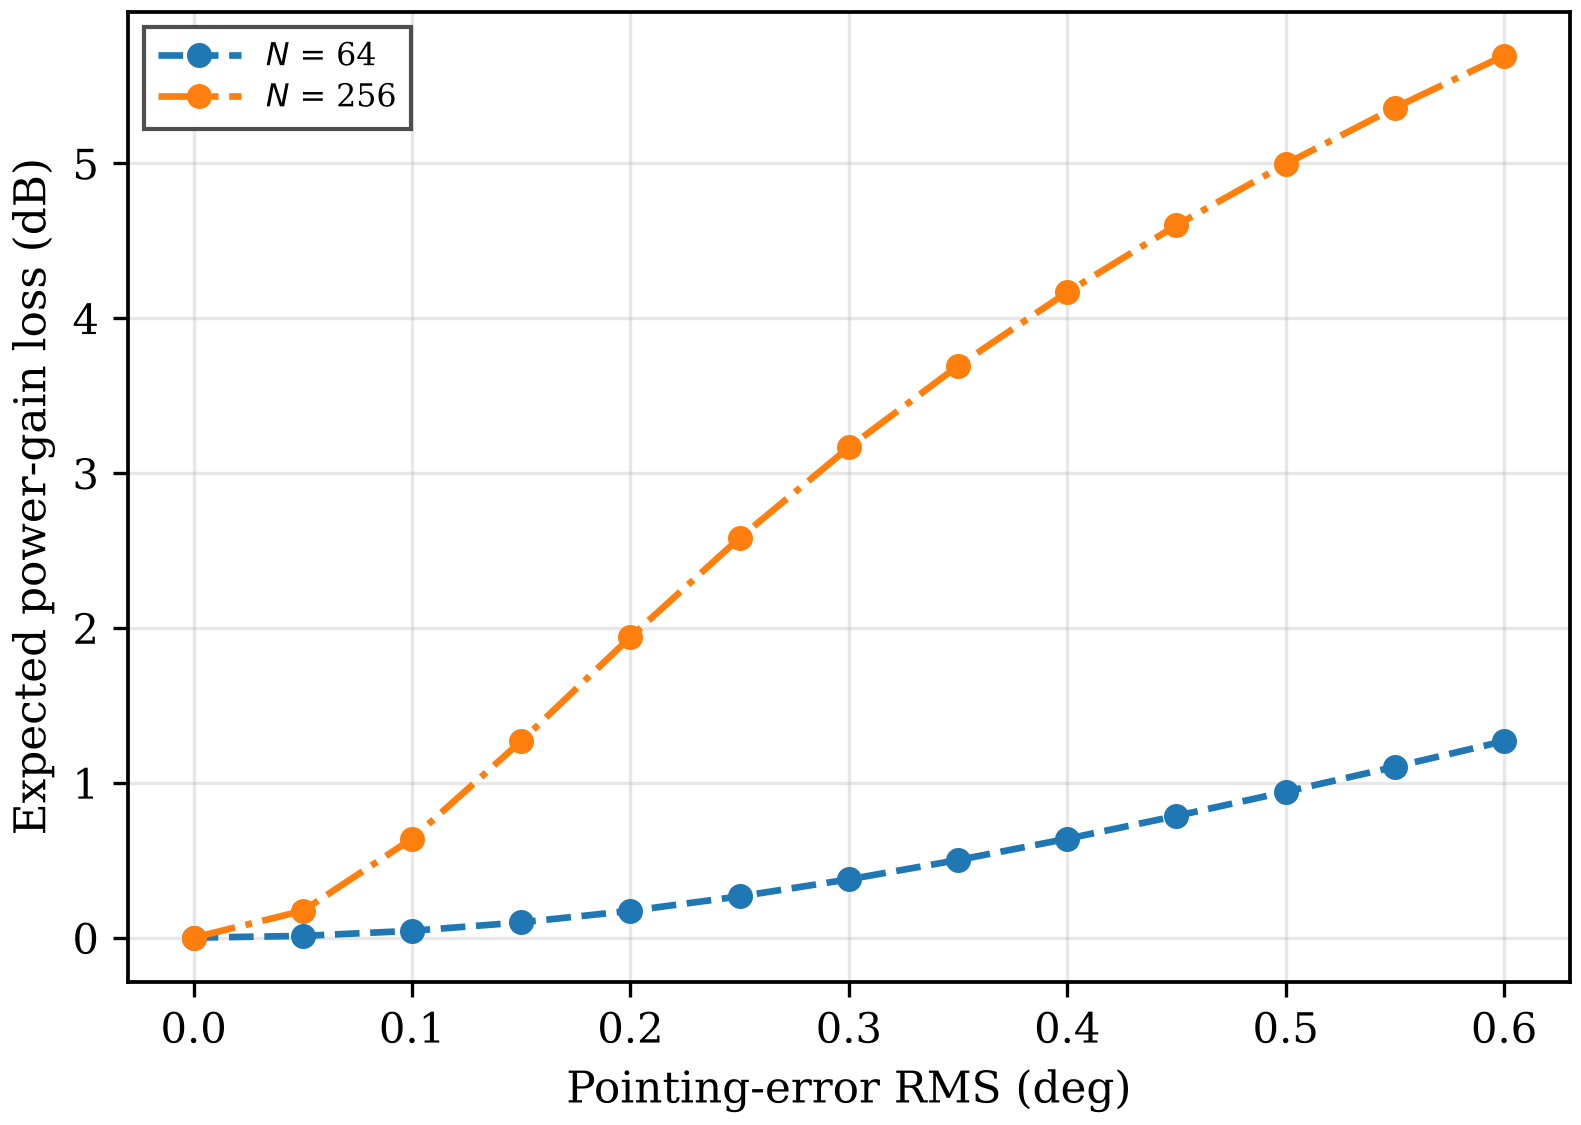 N = 64
N = 256
Expected power-gain loss (dB)
5
4
3
2
1
0
0.0 0.1 0.2 0.3 0.4 0.5 0.6
Pointing-error RMS (deg)